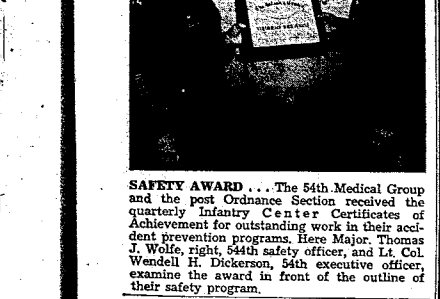 SAFETY AWARD . . . The 54th Medical Group
and the post Ordnance Section received the
quarterly Infantry Center Certificates of
Achievement for outstanding work in their acci-
dent prevention programs. Here Major. Thomas
J. Wolfe, right, 544th safety officer, and Lt. Col.
Wendell H. Dickerson, 54th executive officer,
examine the award in front of the outline of
their safety program.